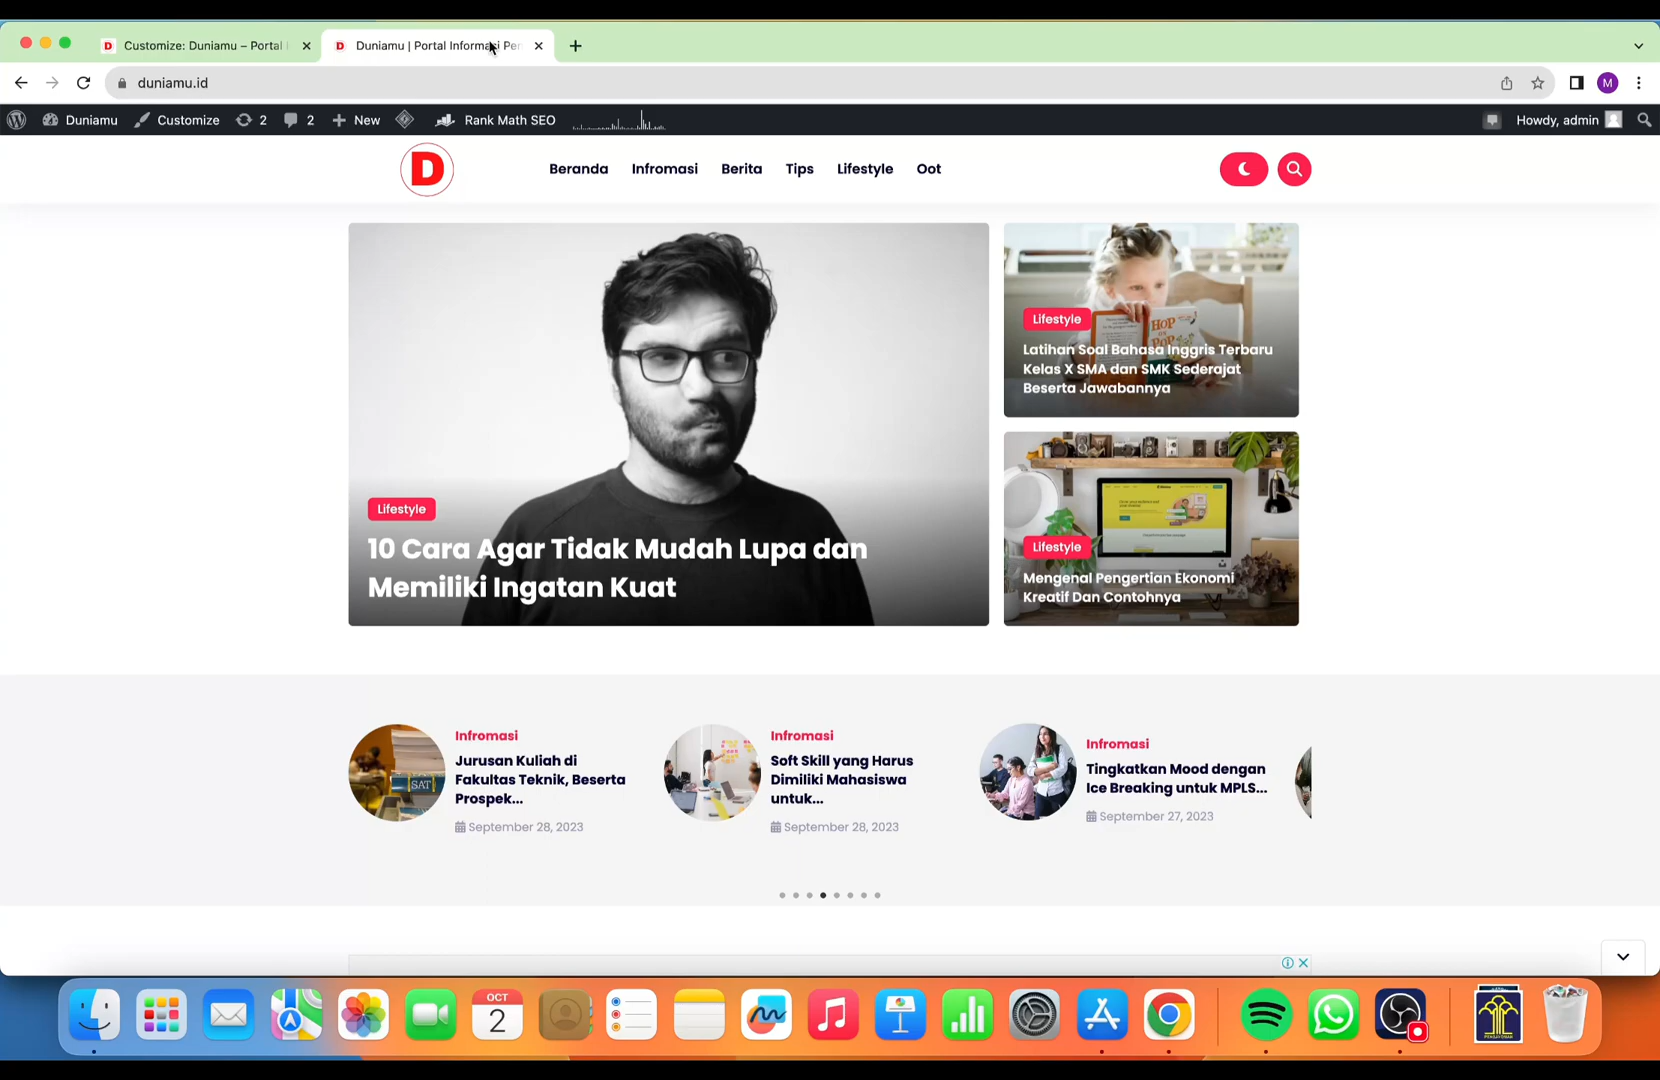 Customize: Duniamu – Portal
Duniamu | Portal Informasi Per
duniamu.id
M
Duniamu
Customize
2
2
New
Rank Math SEO
Howdy, admin
D
Beranda
Infromasi
Berita
Tips
Lifestyle
Oot
Lifestyle
10 Cara Agar Tidak Mudah Lupa dan
Memiliki Ingatan Kuat
HOP
ON
POP
Lifestyle
Latihan Soal Bahasa Inggris Terbaru
Kelas X SMA dan SMK Sederajat
Beserta Jawabannya
Lifestyle
Mengenal Pengertian Ekonomi
Kreatif Dan Contohnya
SAT
Infromasi
Jurusan Kuliah di
Fakultas Teknik, Beserta
Prospek...
September 28, 2023
Infromasi
Soft Skill yang Harus
Dimiliki Mahasiswa
untuk...
September 28, 2023
Infromasi
Tingkatkan Mood dengan
Ice Breaking untuk MPLS...
September 27, 2023
OCT
2